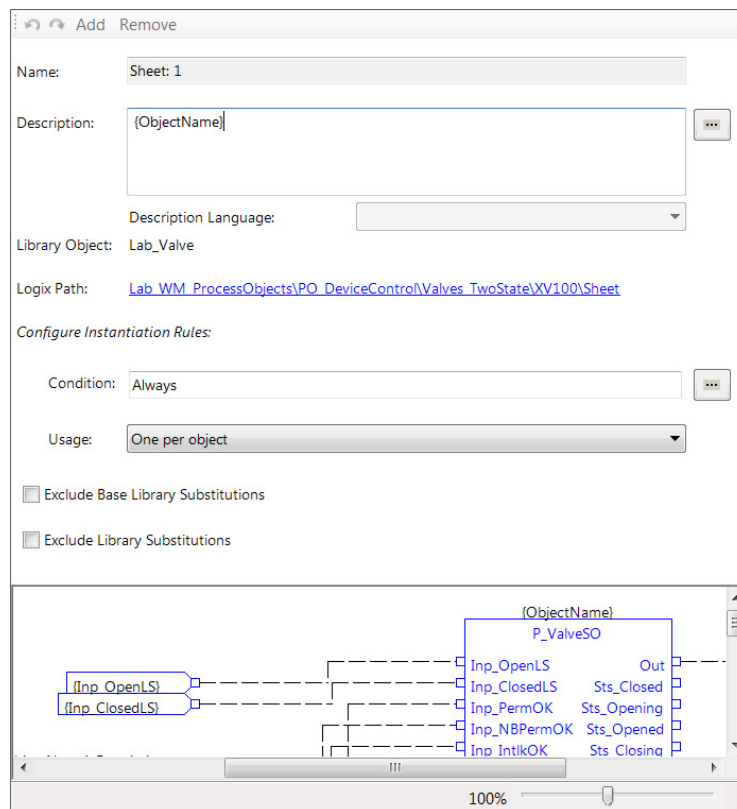 Add Remove
Name: Sheet: 1
Description: {ObjectName}
...
Description Language:
Library Object: Lab_Valve
Logix Path: Lab_WM_ProcessObjects\PO_DeviceControl\Valves_TwoState\XV100\Sheet
Configure Instantiation Rules:
Condition: Always ...
Usage: One per object
Exclude Base Library Substitutions
Exclude Library Substitutions
{ObjectName}
P_ValveSO
Inp_OpenLS Out
{Inp_OpenLS} Inp_ClosedLS Sts_Closed
{Inp_ClosedLS} Inp_PermOK Sts_Opening
Inp_NBPermOK Sts_Opened
Inp_IntlkOK Sts_Closing
100%